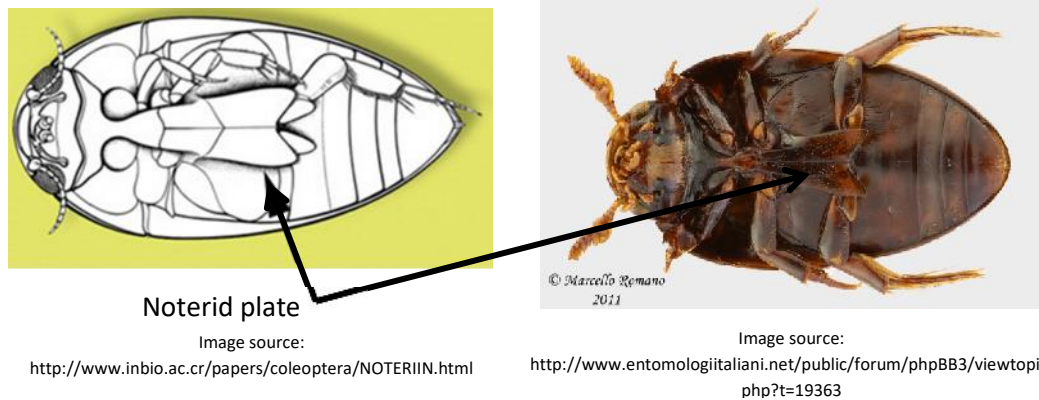 © Marcello Romano
2011
Noterid plate
Image source:
http://www.inbio.ac.cr/papers/coleoptera/NOTERIIN.html
Image source:
http://www.entomologiitaliani.net/public/forum/phpBB3/viewtopi
php?t=19363